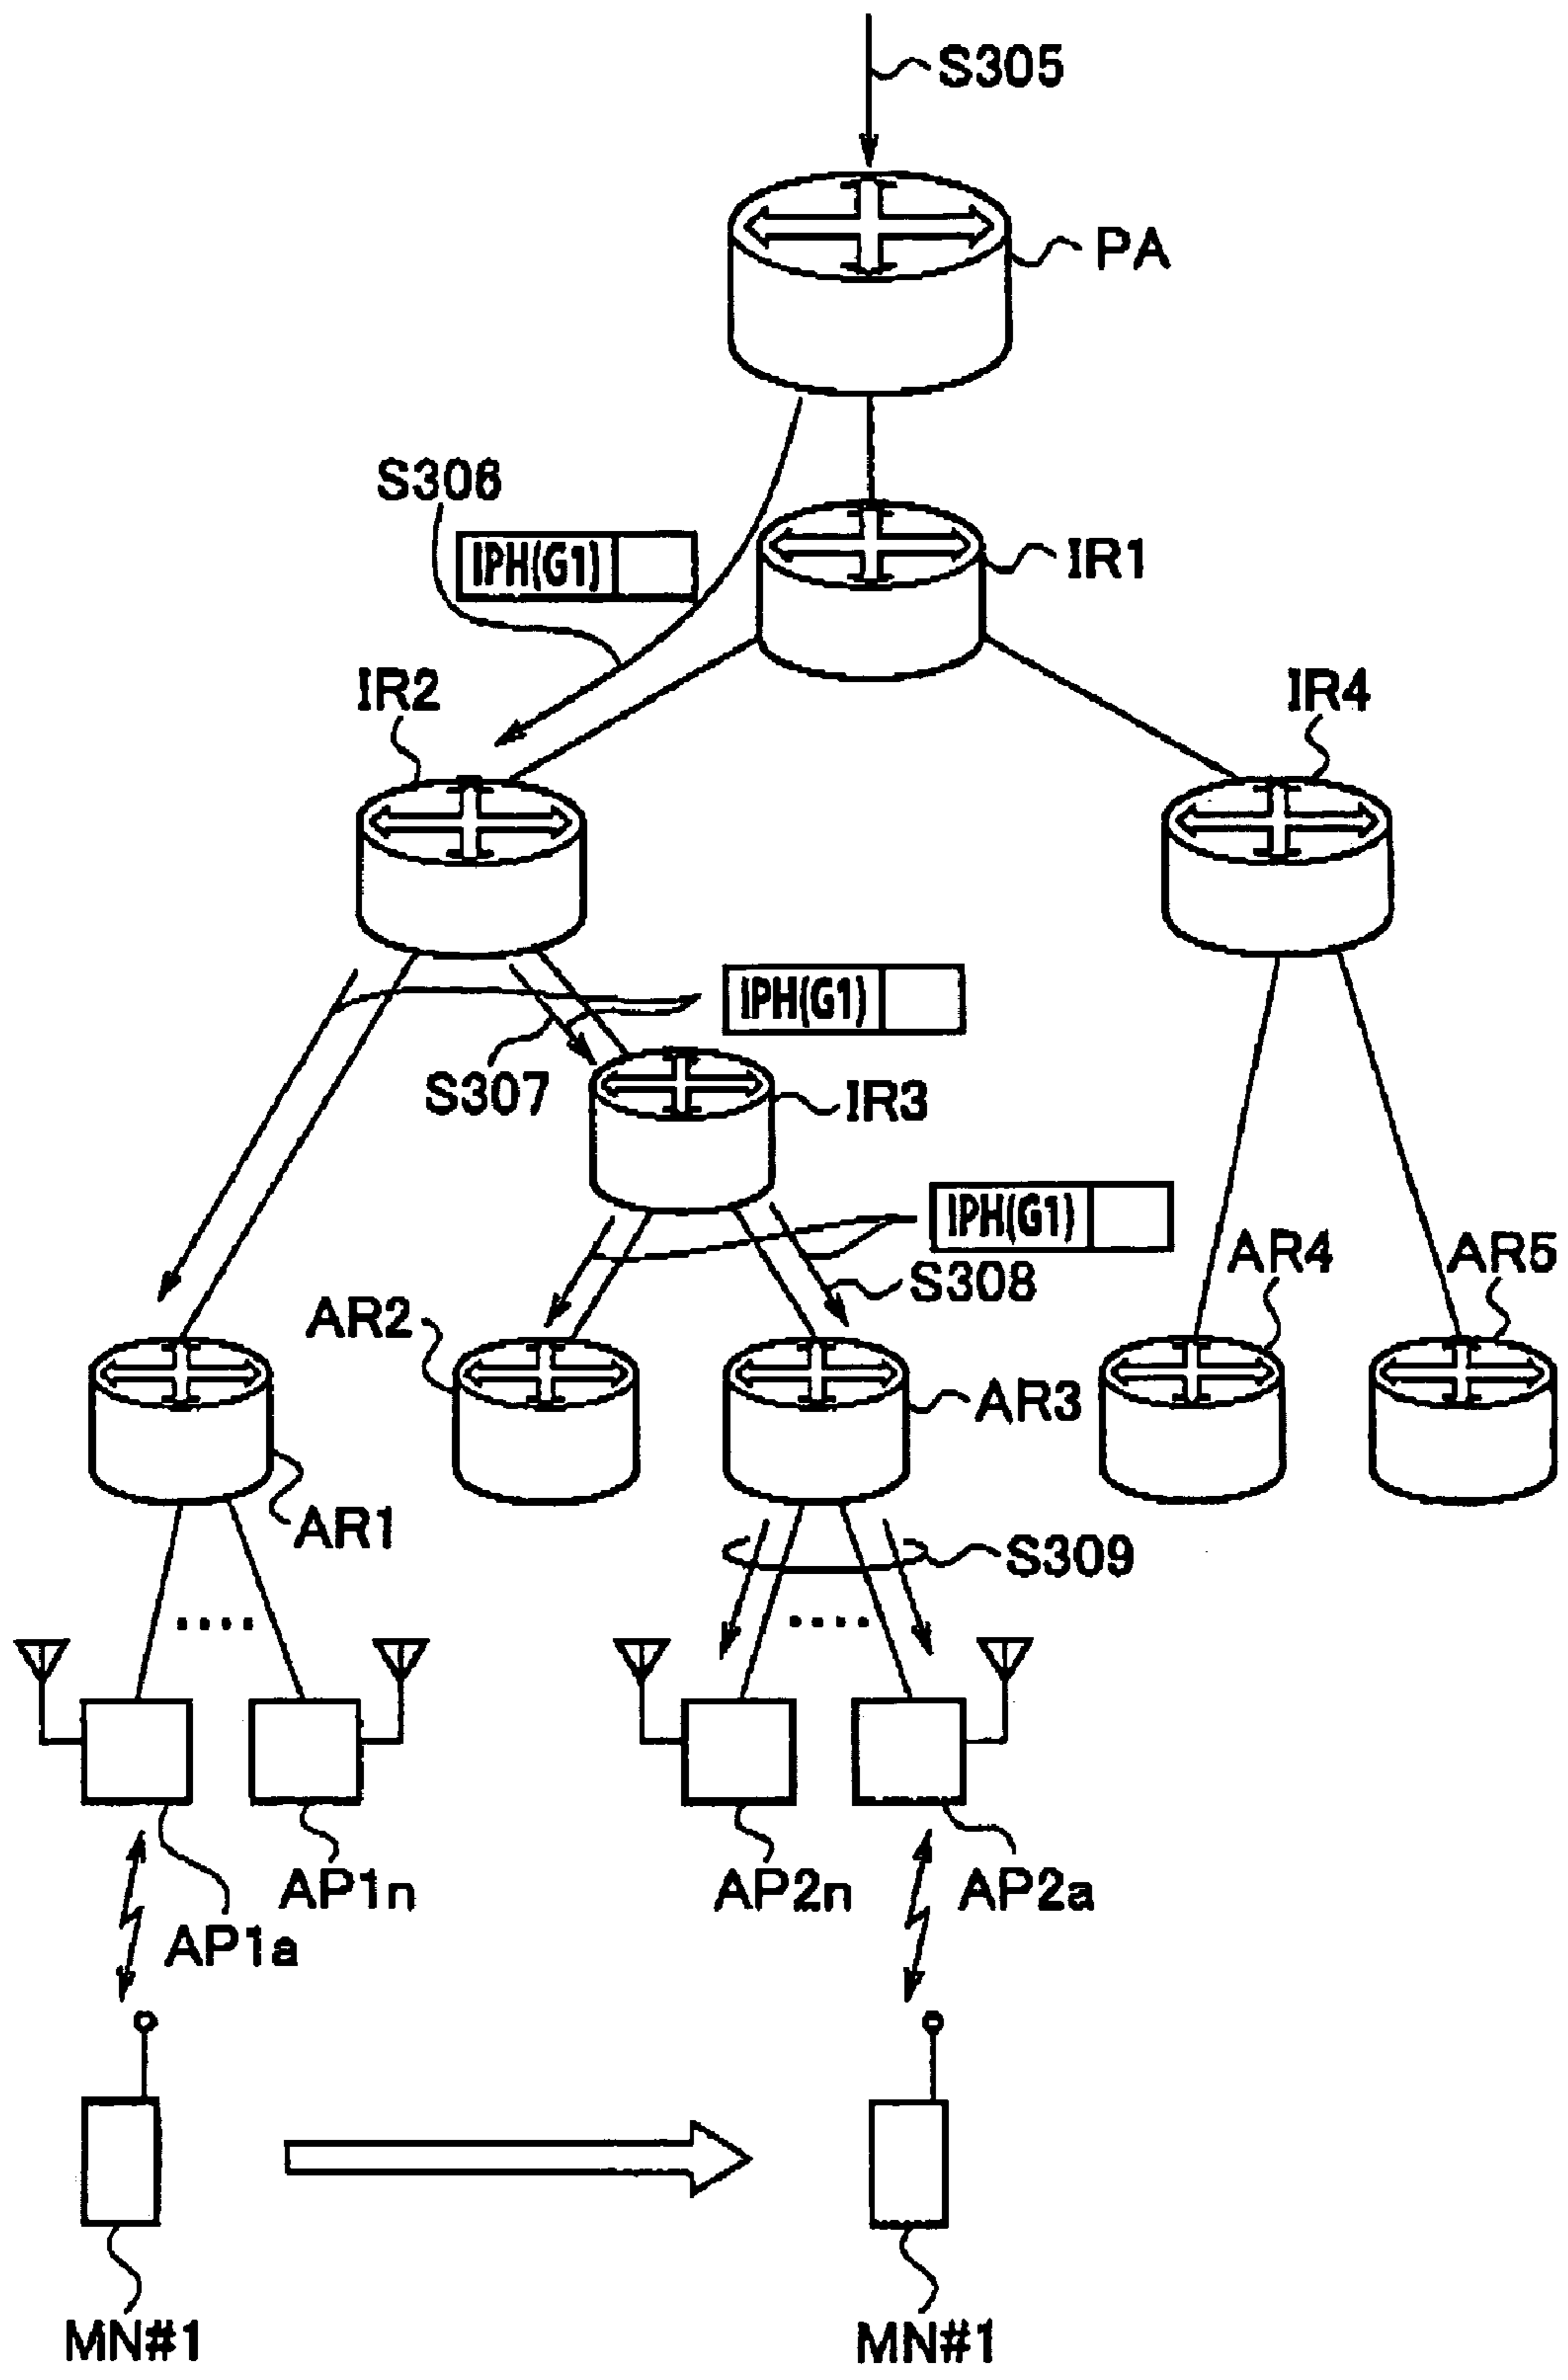 S305
PA
S306
IPH(G1)
IR1
IR2
IR4
IPH(G1)
S307
IR3
IPH(G1)
AR4
AR5
S308
AR2
AR3
AR1
S309
....
....
AP1n
AP2n
AP2a
AP1a
MN#1
MN#1